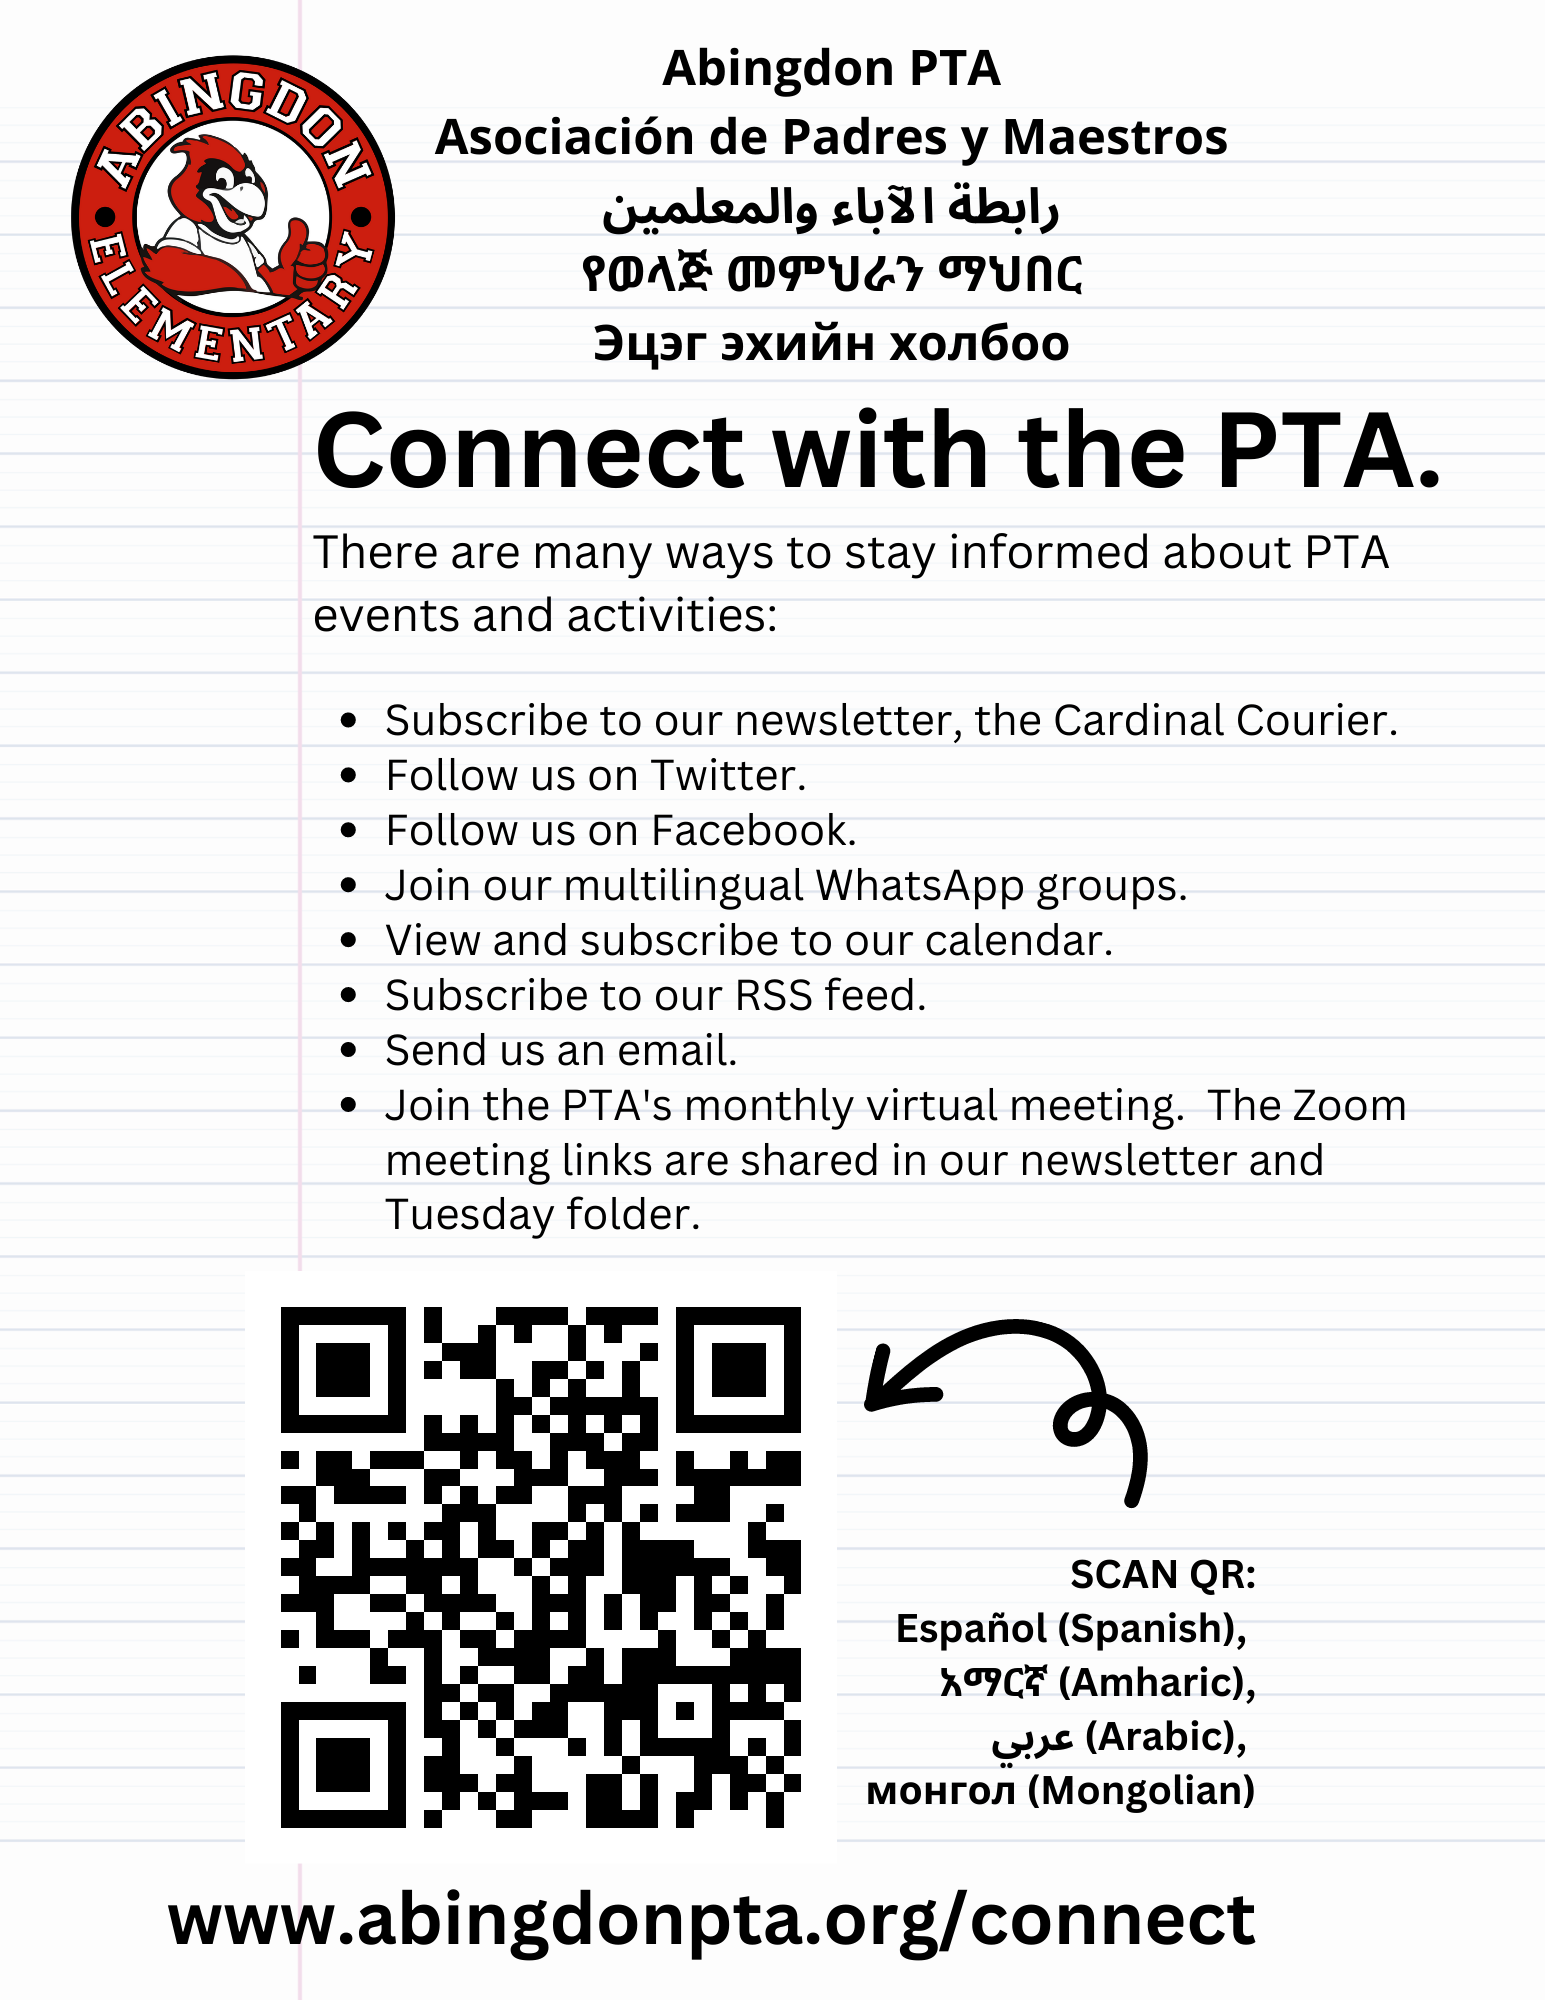 ABINGDON
ELEMENTARY
Abingdon PTA
Asociación de Padres y Maestros
رابطة الآباء والمعلمين
የወላጅ መምህራን ማህበር
Эцэг эхийн холбоо
Connect with the PTA.
There are many ways to stay informed about PTA
events and activities:
• Subscribe to our newsletter, the Cardinal Courier.
• Follow us on Twitter.
• Follow us on Facebook.
• Join our multilingual WhatsApp groups.
• View and subscribe to our calendar.
• Subscribe to our RSS feed.
• Send us an email.
• Join the PTA's monthly virtual meeting.  The Zoom
meeting links are shared in our newsletter and
Tuesday folder.
SCAN QR:
Español (Spanish),
አማርኛ (Amharic),
عربي (Arabic),
монгол (Mongolian)
www.abingdonpta.org/connect